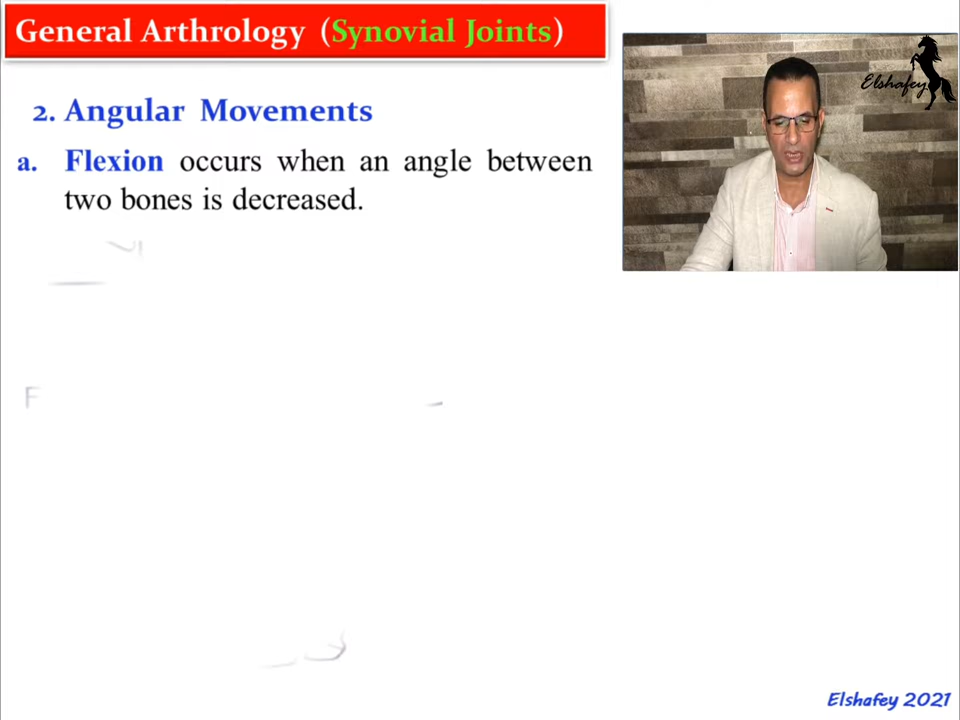 General Arthrology (Synovial Joints)
Elshafey
2. Angular Movements
a. Flexion occurs when an angle between
two bones is decreased.
F
Elshafey 2021